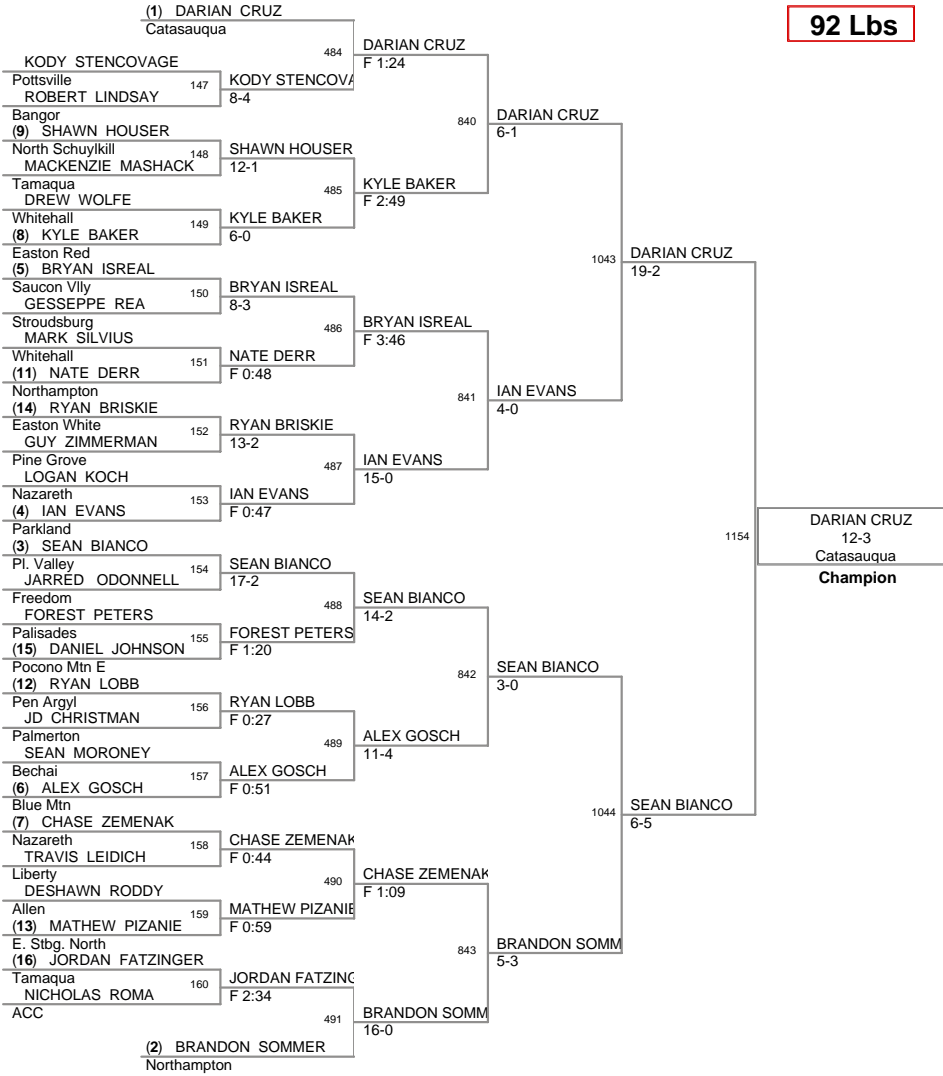 (1) DARIAN CRUZ
92 Lbs
Catasauqua
484
DARIAN CRUZ
F 1:24
KODY STENCOVAGE
Pottsville
147
KODY STENCOVA
8-4
ROBERT LINDSAY
Bangor
840
DARIAN CRUZ
6-1
(9) SHAWN HOUSER
North Schuylkill
148
SHAWN HOUSER
12-1
MACKENZIE MASHACK
Tamaqua
485
KYLE BAKER
F 2:49
DREW WOLFE
Whitehall
149
KYLE BAKER
6-0
(8) KYLE BAKER
Easton Red
1043
DARIAN CRUZ
19-2
(5) BRYAN ISREAL
Saucon Vlly
150
BRYAN ISREAL
8-3
GESSEPPE REA
Stroudsburg
486
BRYAN ISREAL
F 3:46
MARK SILVIUS
Whitehall
151
NATE DERR
F 0:48
(11) NATE DERR
Northampton
841
IAN EVANS
4-0
(14) RYAN BRISKIE
Easton White
152
RYAN BRISKIE
13-2
GUY ZIMMERMAN
Pine Grove
487
IAN EVANS
15-0
LOGAN KOCH
Nazareth
153
IAN EVANS
F 0:47
(4) IAN EVANS
Parkland
1154
DARIAN CRUZ
12-3
Catasauqua
Champion
(3) SEAN BIANCO
Pl. Valley
154
SEAN BIANCO
17-2
JARRED ODONNELL
Freedom
488
SEAN BIANCO
14-2
FOREST PETERS
Palisades
155
FOREST PETERS
F 1:20
(15) DANIEL JOHNSON
Pocono Mtn E
842
SEAN BIANCO
3-0
(12) RYAN LOBB
Pen Argyl
156
RYAN LOBB
F 0:27
JD CHRISTMAN
Palmerton
489
ALEX GOSCH
11-4
SEAN MORONEY
Bechai
157
ALEX GOSCH
F 0:51
(6) ALEX GOSCH
Blue Mtn
1044
SEAN BIANCO
6-5
(7) CHASE ZEMENAK
Nazareth
158
CHASE ZEMENAK
F 0:44
TRAVIS LEIDICH
Liberty
490
CHASE ZEMENAK
F 1:09
DESHAWN RODDY
Allen
159
MATHEW PIZANIE
F 0:59
(13) MATHEW PIZANIE
E. Stbg. North
843
BRANDON SOMM
5-3
(16) JORDAN FATZINGER
Tamaqua
160
JORDAN FATZING
F 2:34
NICHOLAS ROMA
ACC
491
BRANDON SOMM
16-0
(2) BRANDON SOMMER
Northampton